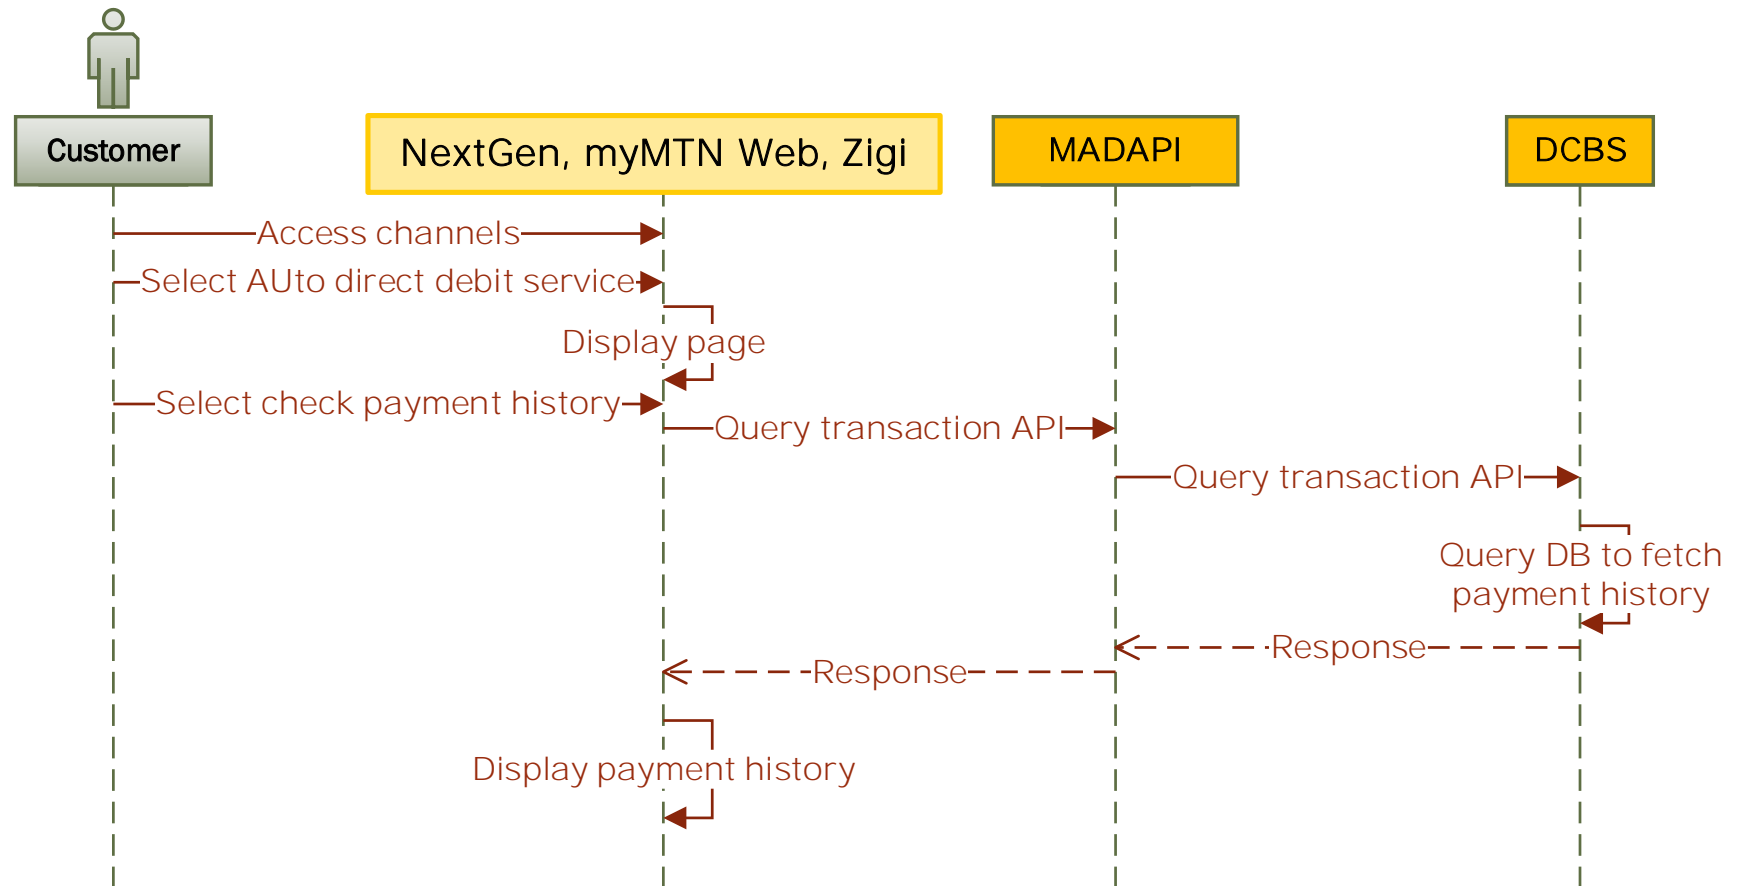 Customer
NextGen, myMTN Web, Zigi
MADAPI
DCBS
Access channels
Select AUto direct debit service
Display page
Select check payment history
Query transaction API
Query transaction API
Query DB to fetch
payment history
Response
Response
Display payment history